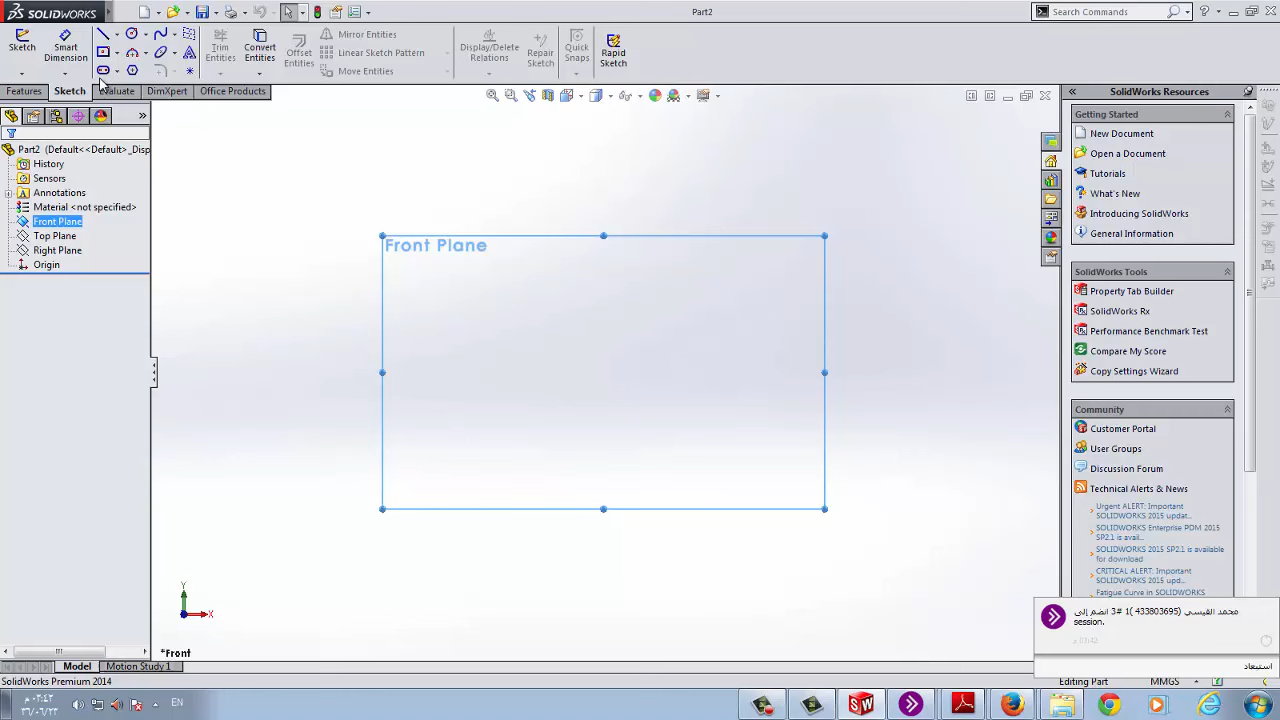 SOLIDWORKS
Part2
Search Commands
Sketch
Smart Dimension
Trim Entities
Convert Entities
Offset Entities
Mirror Entities
Linear Sketch Pattern
Move Entities
Display/Delete Relations
Repair Sketch
Quick Snaps
Rapid Sketch
Features
Sketch
Evaluate
DimXpert
Office Products
Part2 (Default<<Default>_Disp
History
Sensors
Annotations
Material <not specified>
Front Plane
Top Plane
Right Plane
Origin
Front Plane
Y
X
*Front
SolidWorks Resources
Getting Started
New Document
Open a Document
Tutorials
What's New
Introducing SolidWorks
General Information
SolidWorks Tools
Property Tab Builder
SolidWorks Rx
Performance Benchmark Test
Compare My Score
Copy Settings Wizard
Community
Customer Portal
User Groups
Discussion Forum
Technical Alerts & News
Urgent ALERT: Important
SOLIDWORKS 2015 updat...
SOLIDWORKS Enterprise PDM 2015
SP2.1 is avail...
SOLIDWORKS 2015 SP2.1 is available
for download
CRITICAL ALERT: Important
SOLIDWORKS 2015 upd...
Fatigue Curve in SOLIDWORKS
محمد القيسي (433803695 )1 #3 انضم إلى
session.
استبعاد
Model
Motion Study 1
SolidWorks Premium 2014
Editing Part
MMGS
EN